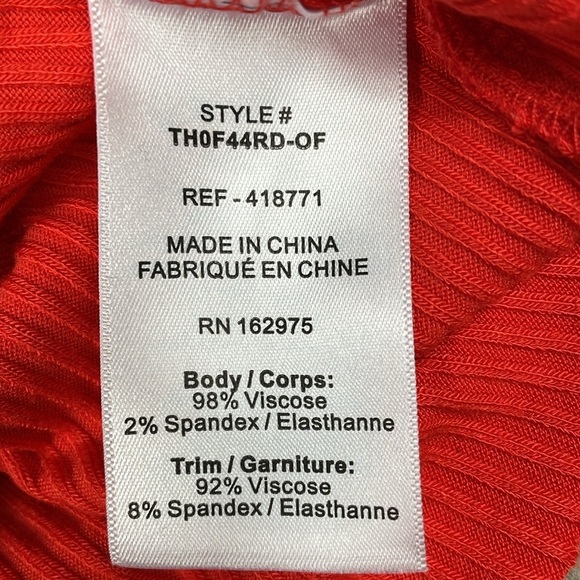 STYLE #
TH0F44RD-OF
REF - 418771
MADE IN CHINA
FABRIQUÉ EN CHINE
RN 162975
Body / Corps:
98% Viscose
2% Spandex / Elasthanne
Trim / Garniture:
92% Viscose
8% Spandex / Elasthanne